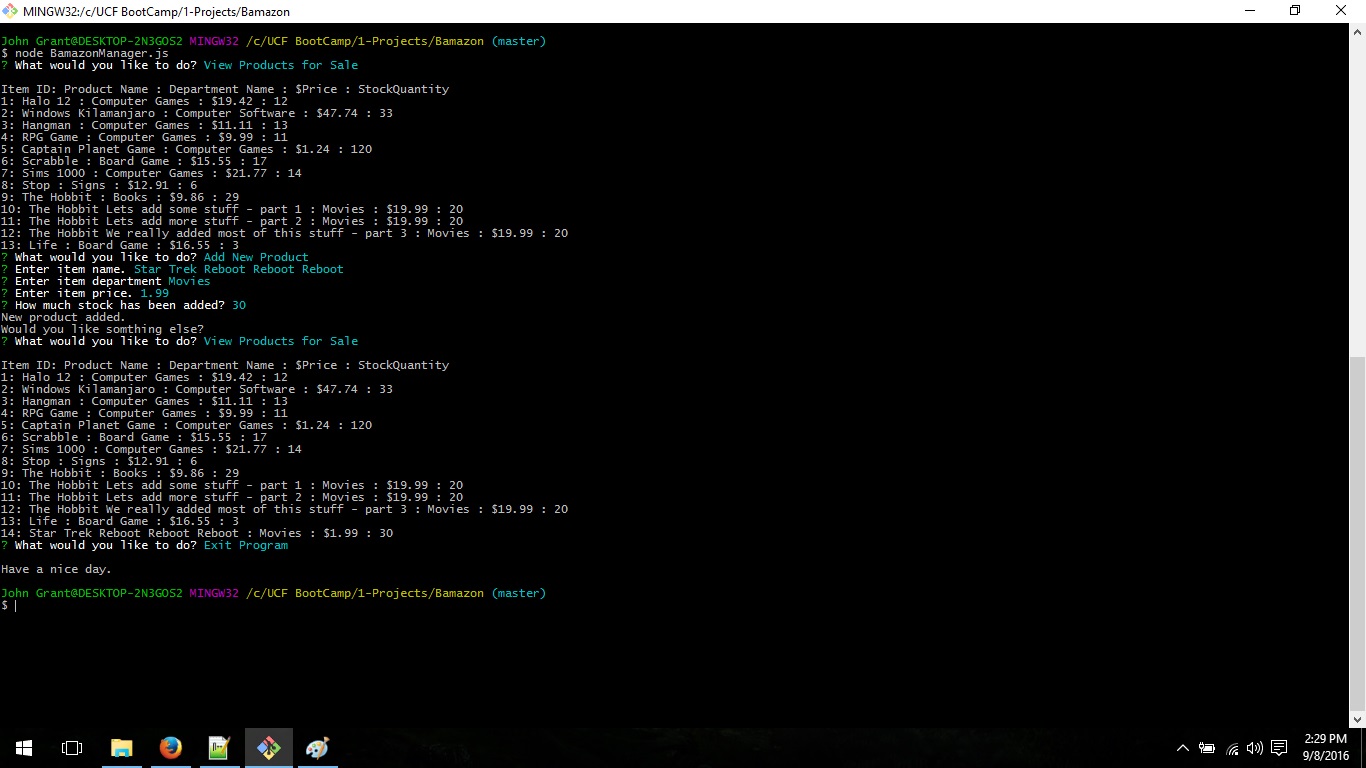 MINGW32:/c/UCF BootCamp/1-Projects/Bamazon
John Grant@DESKTOP-2N3GOS2 MINGW32 /c/UCF BootCamp/1-Projects/Bamazon (master)
$ node BamazonManager.js
? What would you like to do? View Products for Sale
Item ID: Product Name : Department Name : $Price : StockQuantity
1: Halo 12 : Computer Games : $19.42 : 12
2: Windows Kilamanjaro : Computer Software : $47.74 : 33
3: Hangman : Computer Games : $11.11 : 13
4: RPG Game : Computer Games : $9.99 : 11
5: Captain Planet Game : Computer Games : $1.24 : 120
6: Scrabble : Board Game : $15.55 : 17
7: Sims 1000 : Computer Games : $21.77 : 14
8: Stop : Signs : $12.91 : 6
9: The Hobbit : Books : $9.86 : 29
10: The Hobbit Lets add some stuff - part 1 : Movies : $19.99 : 20
11: The Hobbit Lets add more stuff - part 2 : Movies : $19.99 : 20
12: The Hobbit We really added most of this stuff - part 3 : Movies : $19.99 : 20
13: Life : Board Game : $16.55 : 3
? What would you like to do? Add New Product
? Enter item name. Star Trek Reboot Reboot Reboot
? Enter item department Movies
? Enter item price. 1.99
? How much stock has been added? 30
New product added.
Would you like somthing else?
? What would you like to do? View Products for Sale
Item ID: Product Name : Department Name : $Price : StockQuantity
1: Halo 12 : Computer Games : $19.42 : 12
2: Windows Kilamanjaro : Computer Software : $47.74 : 33
3: Hangman : Computer Games : $11.11 : 13
4: RPG Game : Computer Games : $9.99 : 11
5: Captain Planet Game : Computer Games : $1.24 : 120
6: Scrabble : Board Game : $15.55 : 17
7: Sims 1000 : Computer Games : $21.77 : 14
8: Stop : Signs : $12.91 : 6
9: The Hobbit : Books : $9.86 : 29
10: The Hobbit Lets add some stuff - part 1 : Movies : $19.99 : 20
11: The Hobbit Lets add more stuff - part 2 : Movies : $19.99 : 20
12: The Hobbit We really added most of this stuff - part 3 : Movies : $19.99 : 20
13: Life : Board Game : $16.55 : 3
14: Star Trek Reboot Reboot Reboot : Movies : $1.99 : 30
? What would you like to do? Exit Program
Have a nice day.
John Grant@DESKTOP-2N3GOS2 MINGW32 /c/UCF BootCamp/1-Projects/Bamazon (master)
$
2:29 PM
9/8/2016